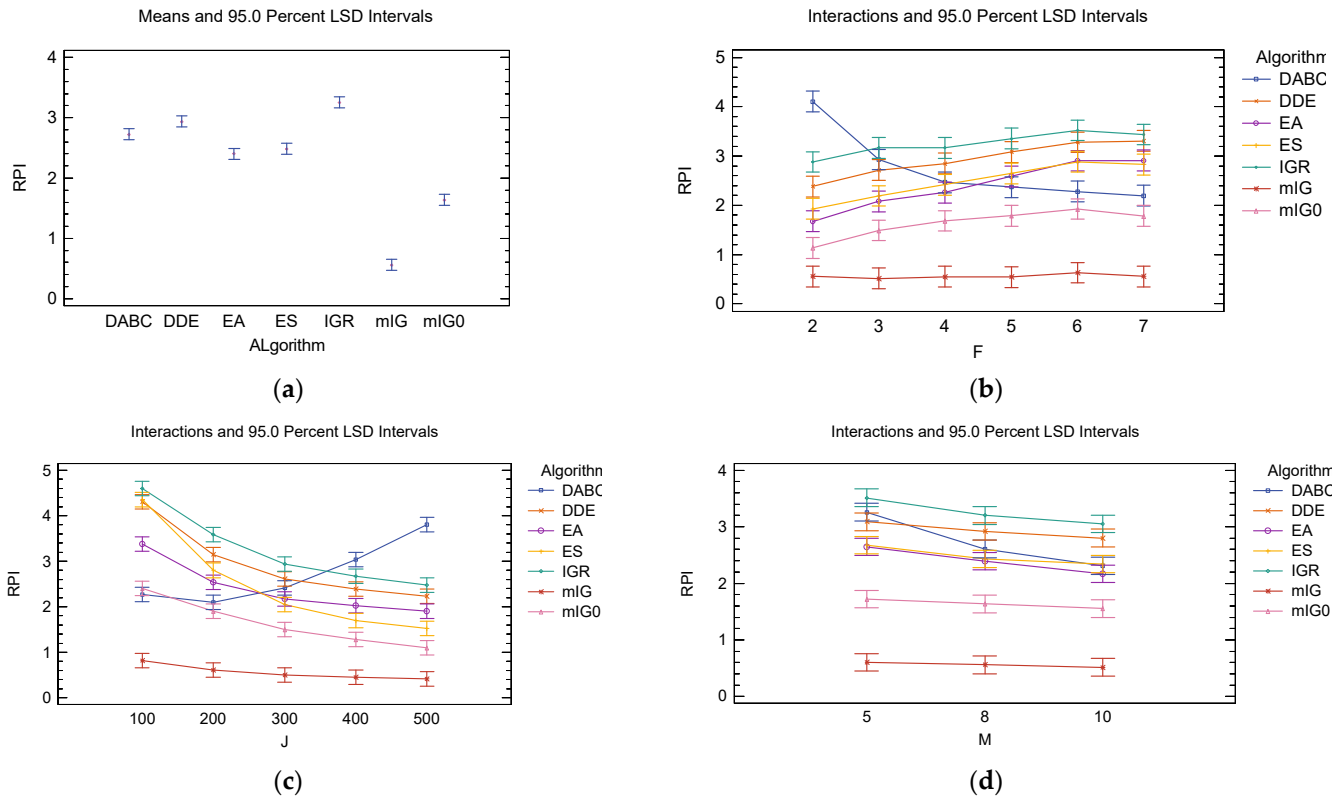 Means and 95.0 Percent LSD Intervals
4
3
2
1
0
RPI
DABC DDE EA ES IGR mIG mIG0
ALgorithm
(a)
Interactions and 95.0 Percent LSD Intervals
5
4
3
2
1
0
RPI
2 3 4 5 6 7
F
Algorithm
DABC
DDE
EA
ES
IGR
mIG
mIG0
(b)
Interactions and 95.0 Percent LSD Intervals
5
4
3
2
1
0
RPI
100 200 300 400 500
J
Algorithm
DABC
DDE
EA
ES
IGR
mIG
mIG0
(c)
Interactions and 95.0 Percent LSD Intervals
4
3
2
1
0
RPI
5 8 10
M
Algorithm
DABC
DDE
EA
ES
IGR
mIG
mIG0
(d)